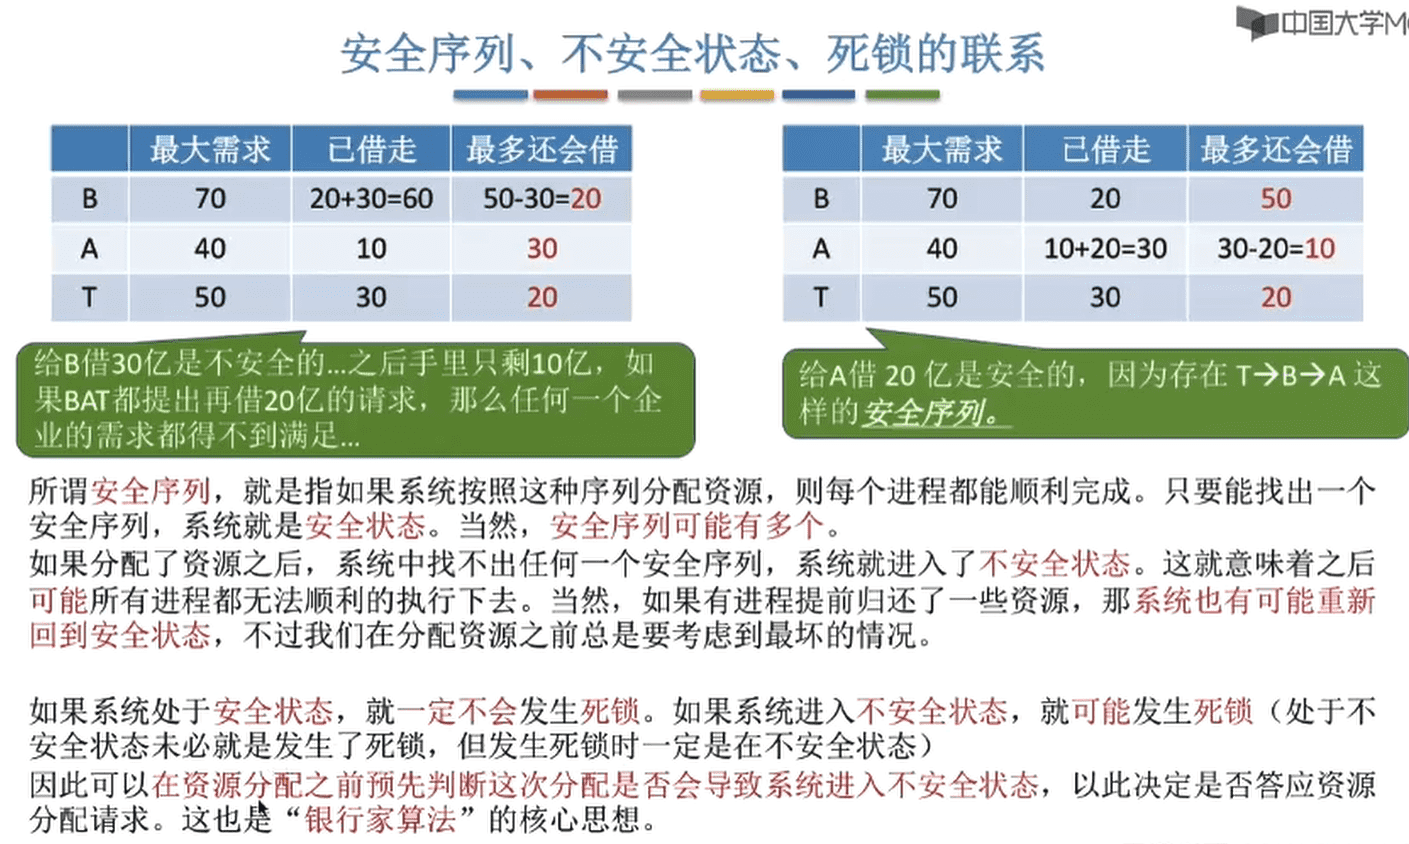 中国大学M
安全序列、不安全状态、死锁的联系
最大需求 已借走 最多还会借
B 70 20+30=60 50-30=20
A 40 10 30
T 50 30 20
给B借30亿是不安全的...之后手里只剩10亿，如
果BAT都提出再借20亿的请求，那么任何一个企
业的需求都得不到满足...
最大需求 已借走 最多还会借
B 70 20 50
A 40 10+20=30 30-20=10
T 50 30 20
给A借 20 亿是安全的，因为存在 T→B→A 这
样的安全序列。
所谓安全序列，就是指如果系统按照这种序列分配资源，则每个进程都能顺利完成。只要能找出一个
安全序列，系统就是安全状态。当然，安全序列可能有多个。
如果分配了资源之后，系统中找不出任何一个安全序列，系统就进入了不安全状态。这就意味着之后
可能所有进程都无法顺利的执行下去。当然，如果有进程提前归还了一些资源，那系统也有可能重新
回到安全状态，不过我们在分配资源之前总是要考虑到最坏的情况。
如果系统处于安全状态，就一定不会发生死锁。如果系统进入不安全状态，就可能发生死锁（处于不
安全状态未必就是发生了死锁，但发生死锁时一定是在不安全状态）
因此可以在资源分配之前预先判断这次分配是否会导致系统进入不安全状态，以此决定是否答应资源
分配请求。这也是“银行家算法”的核心思想。